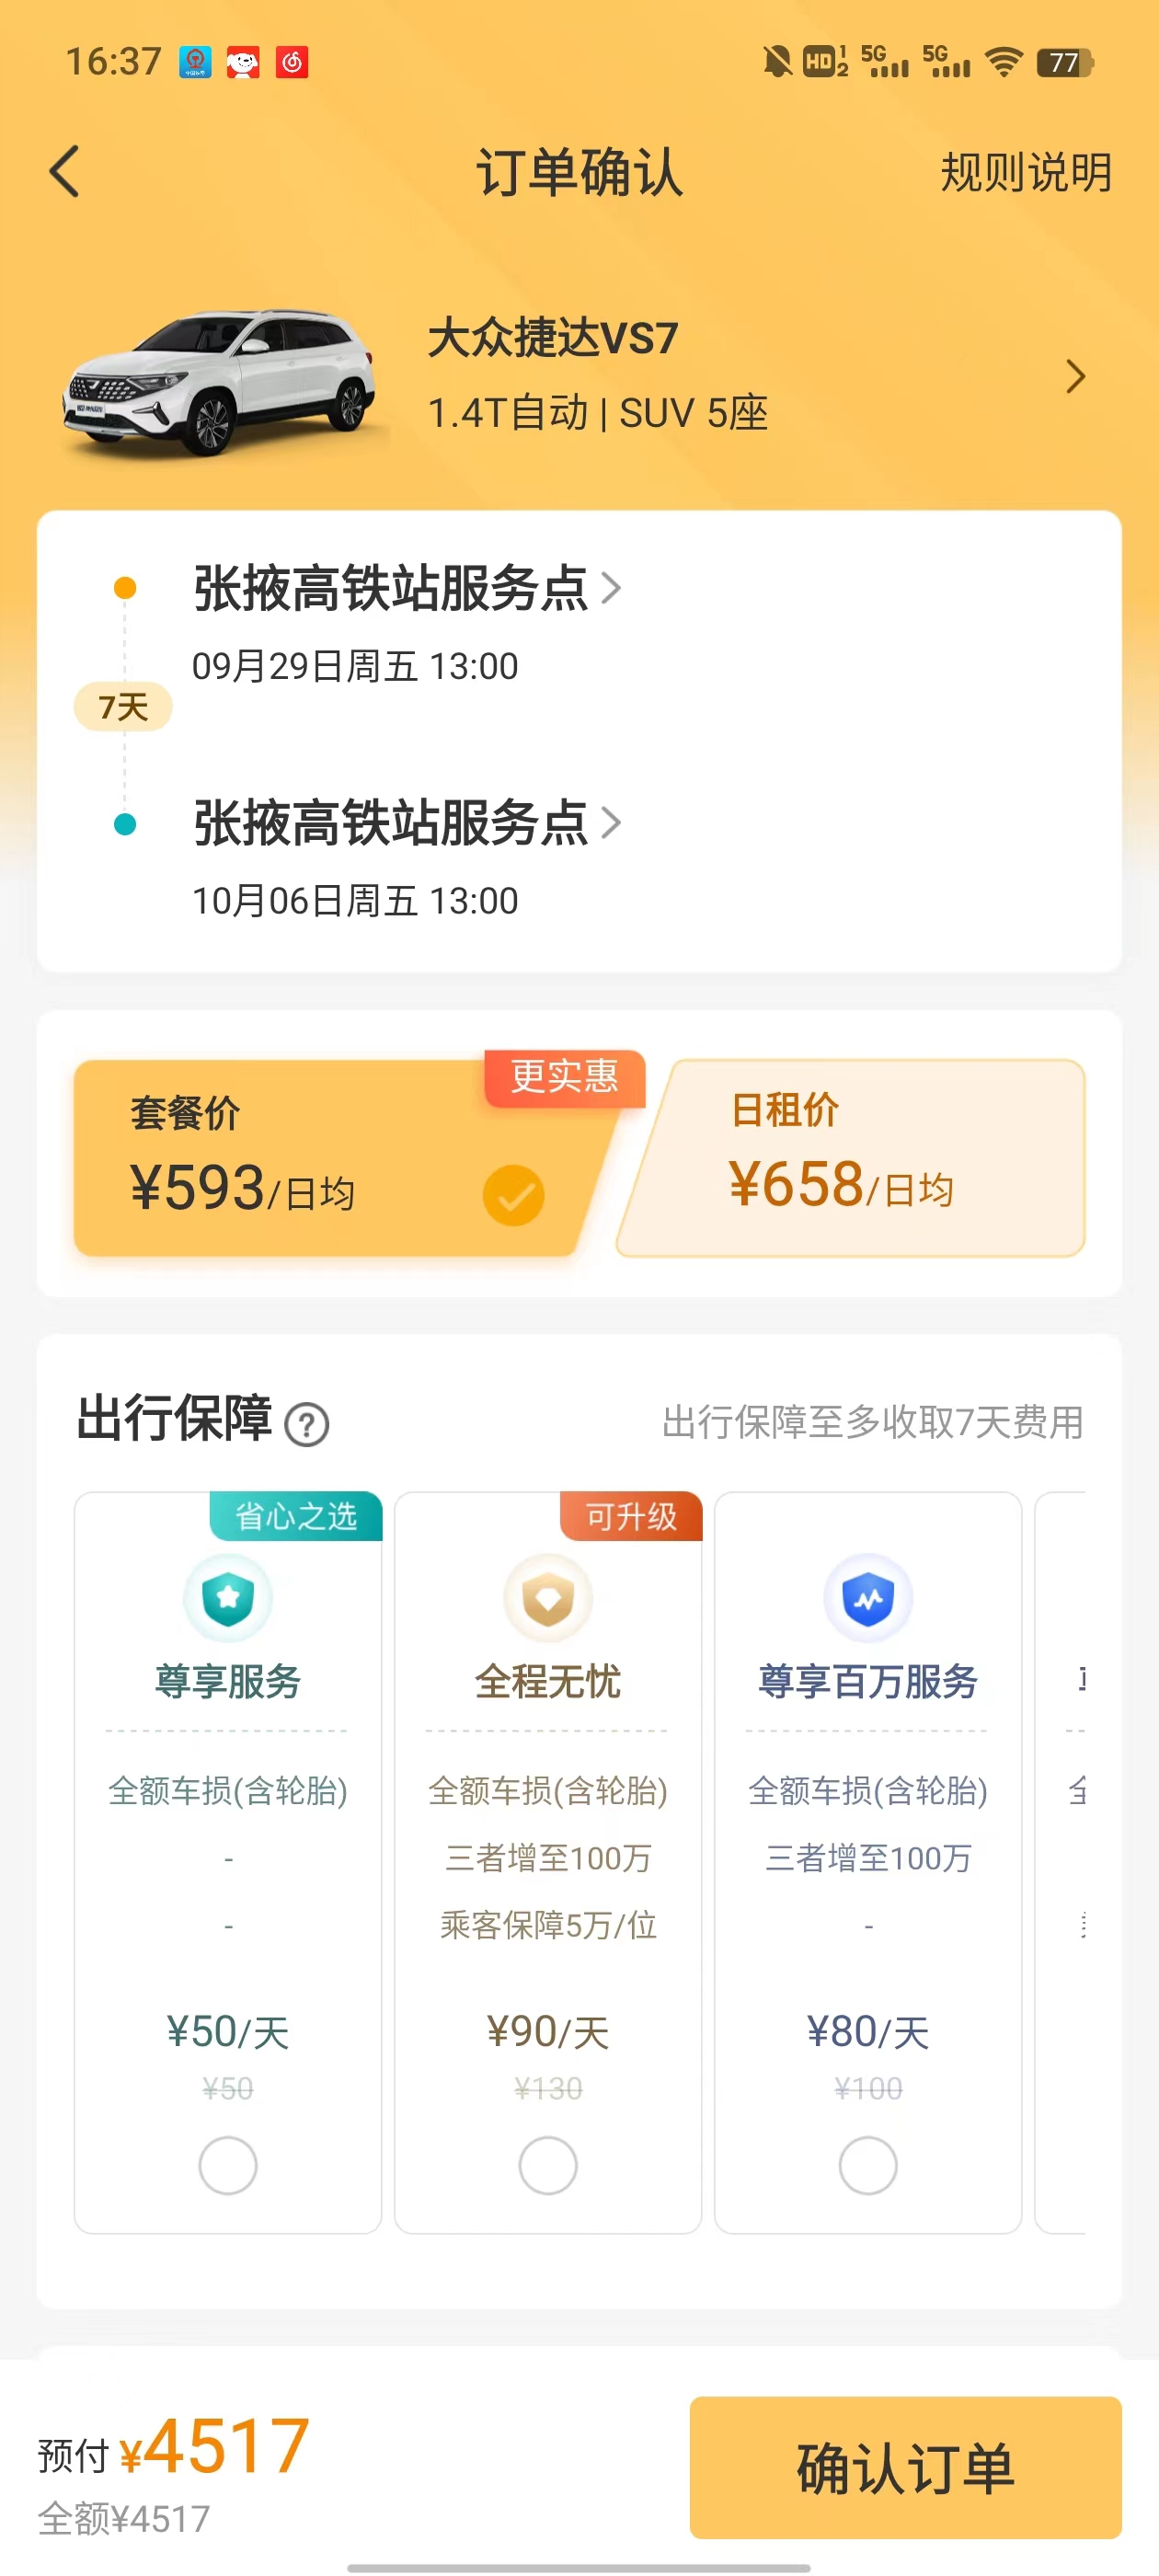 16:37
HD 1 2 5G 5G 77
订单确认
规则说明
大众捷达VS7
1.4T自动 | SUV 5座
张掖高铁站服务点
09月29日周五 13:00
7天
张掖高铁站服务点
10月06日周五 13:00
更实惠
套餐价
¥593/日均
日租价
¥658/日均
出行保障 ?
出行保障至多收取7天费用
省心之选
尊享服务
全额车损(含轮胎)
-
-
¥50/天
¥50
可升级
全程无忧
全额车损(含轮胎)
三者增至100万
乘客保障5万/位
¥90/天
¥130
尊享百万服务
全额车损(含轮胎)
三者增至100万
-
¥80/天
¥100
预付 ¥4517
全额¥4517
确认订单